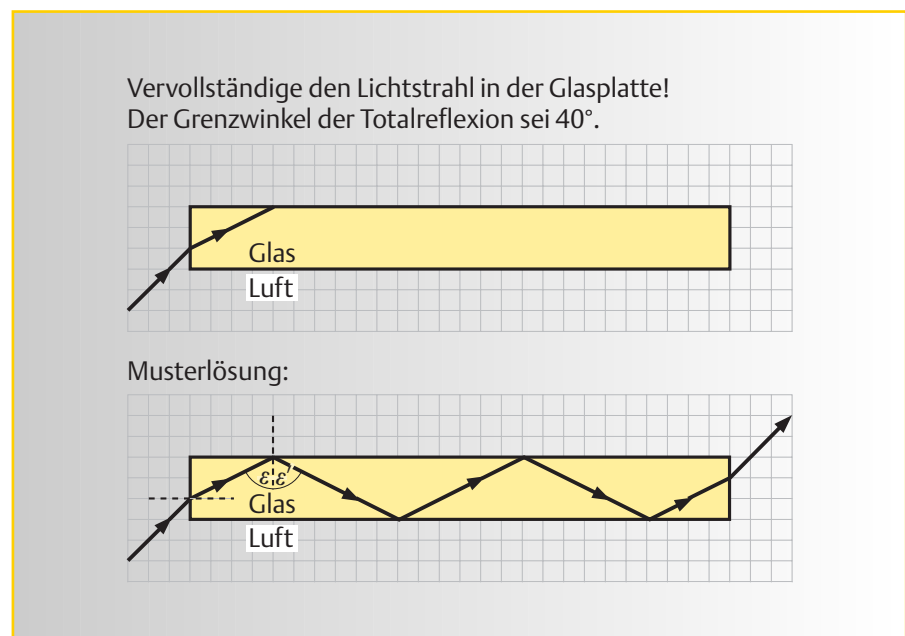 Vervollständige den Lichtstrahl in der Glasplatte!
Der Grenzwinkel der Totalreflexion sei 40°.
Glas
Luft
Musterlösung:
ε ε′
Glas
Luft